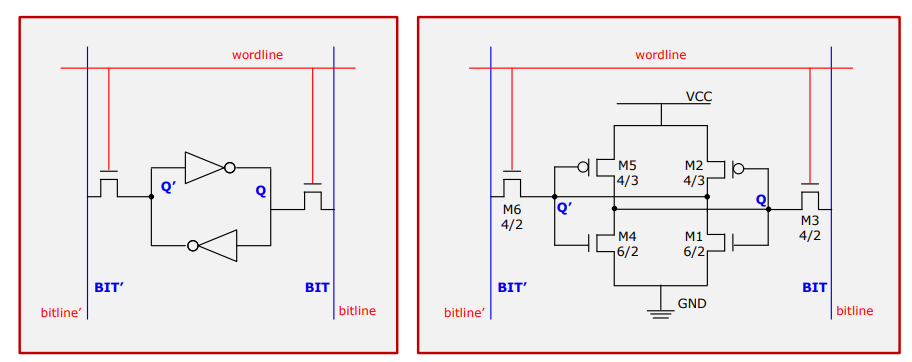 wordline
Q’
Q
BIT’
BIT
bitline’
bitline
wordline
VCC
M5
4/3
M2
4/3
Q’
Q
M6
4/2
M3
4/2
M4
6/2
M1
6/2
BIT’
BIT
GND
bitline’
bitline